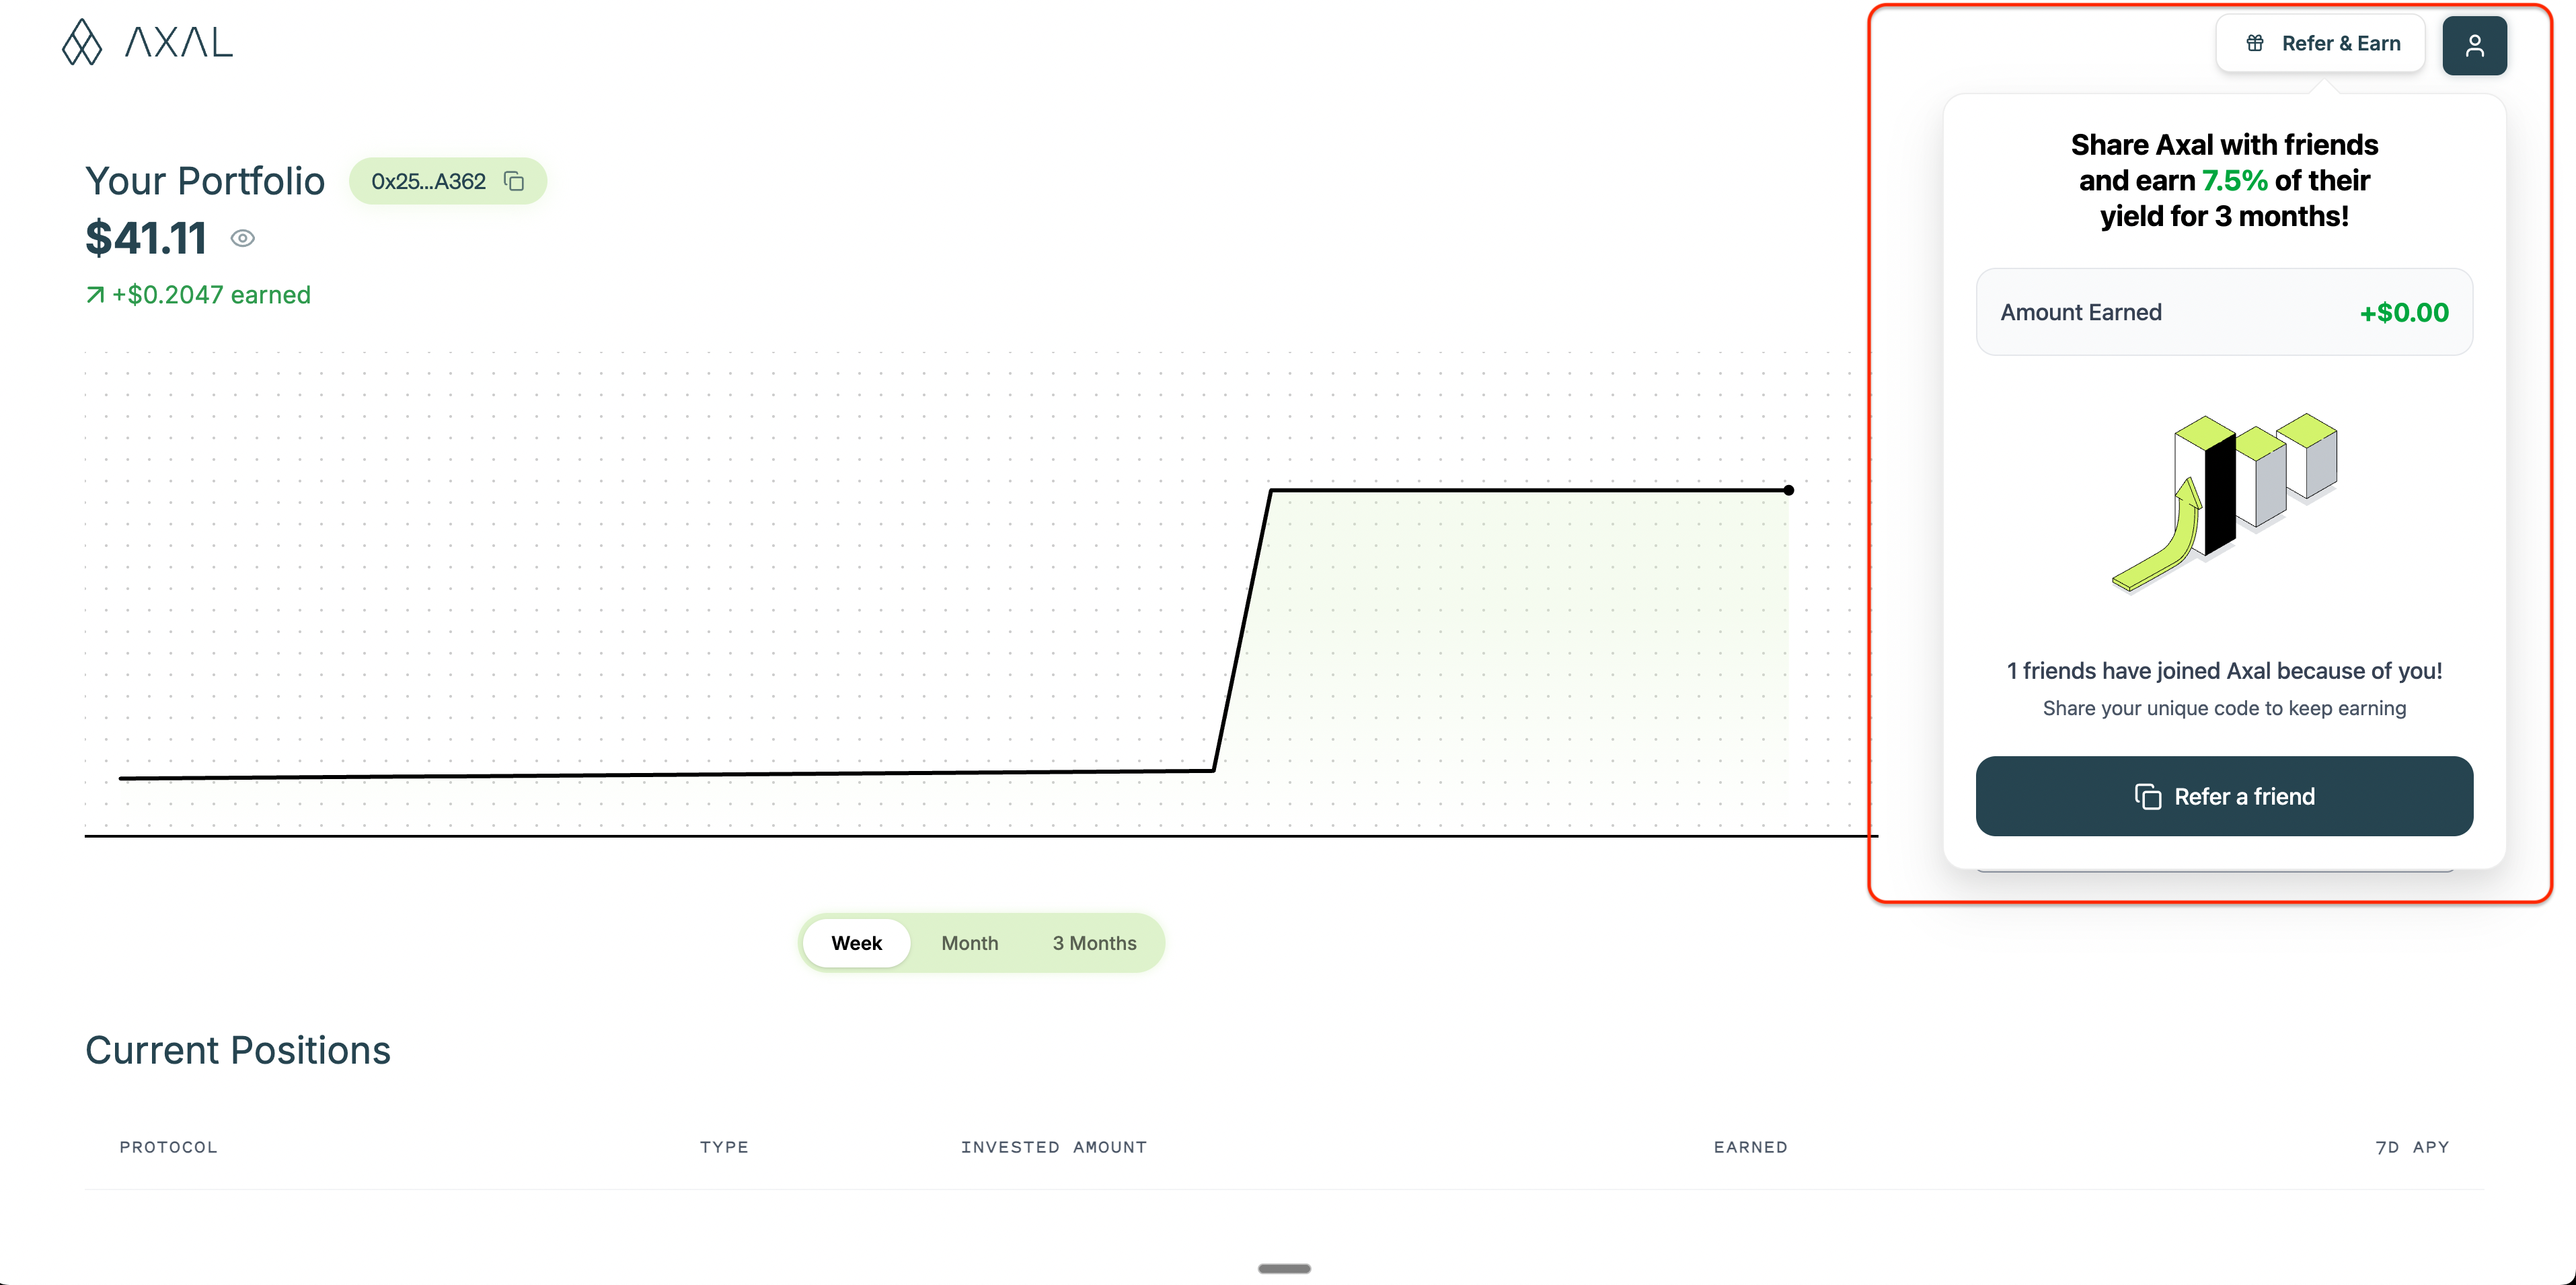 AXAL
Refer & Earn
Your Portfolio
0x25...A362
$41.11
+$0.2047 earned
Share Axal with friends
and earn 7.5% of their
yield for 3 months!
Amount Earned
+$0.00
1 friends have joined Axal because of you!
Share your unique code to keep earning
Refer a friend
Week
Month
3 Months
Current Positions
PROTOCOL
TYPE
INVESTED AMOUNT
EARNED
7D APY